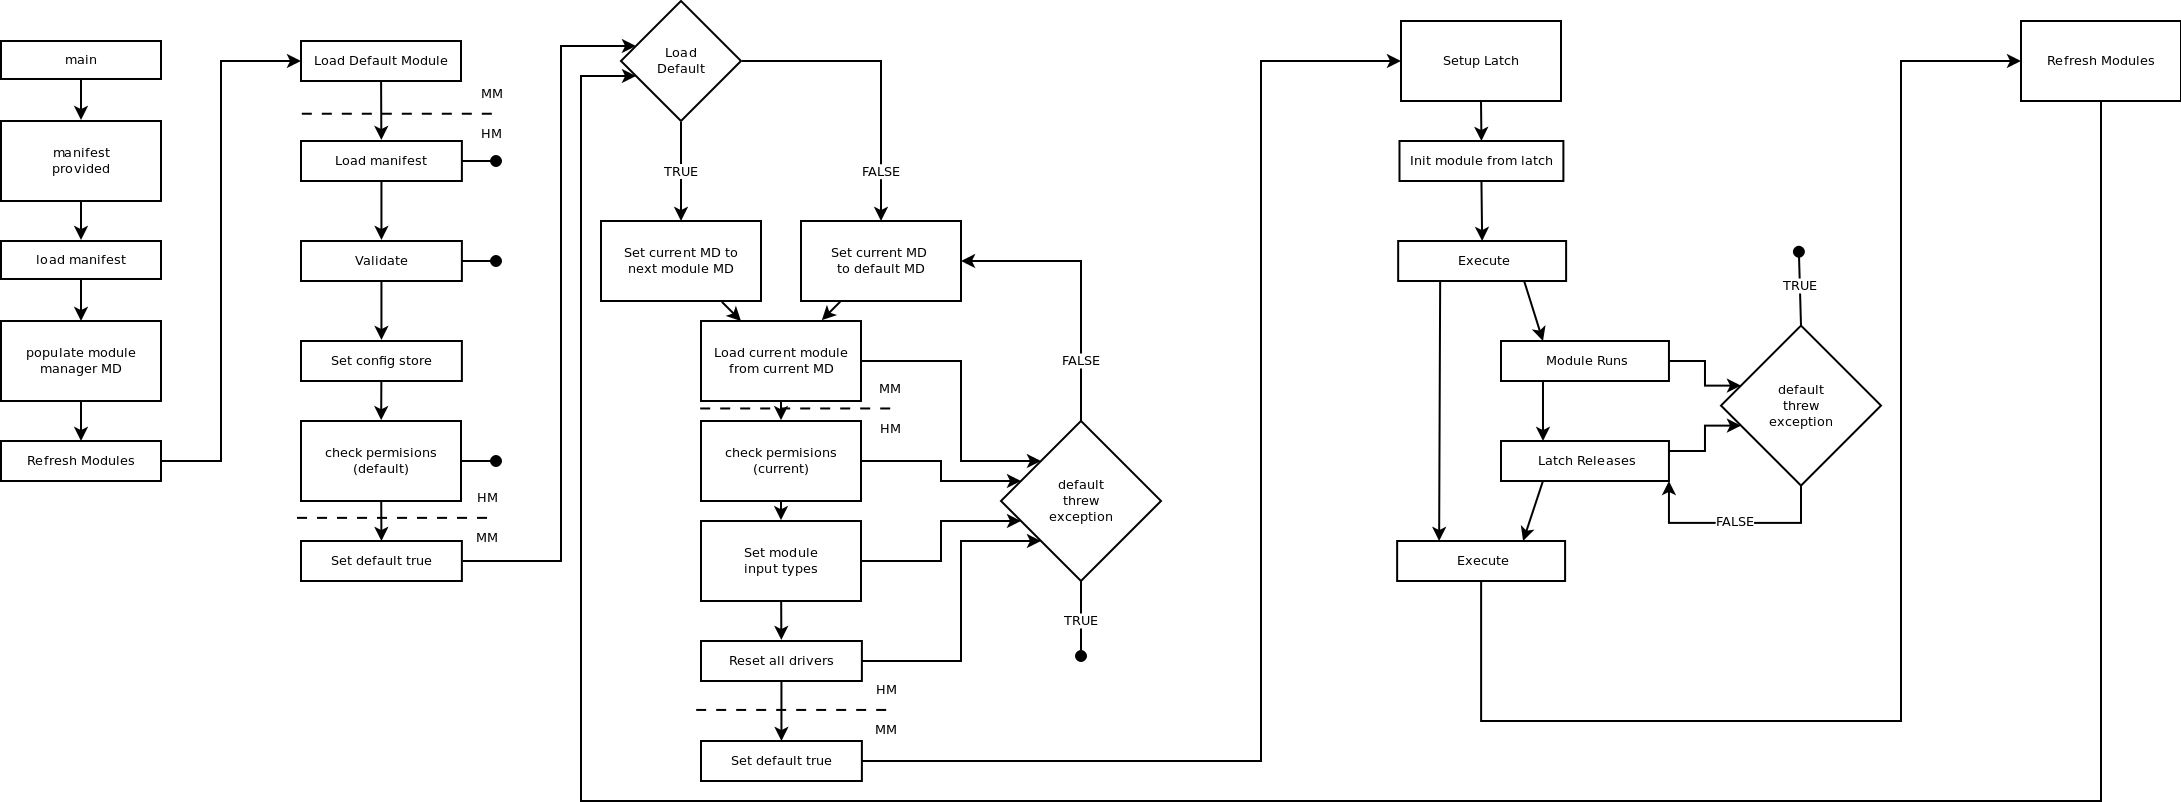 main
manifest
provided
load manifest
populate module
manager MD
Refresh Modules
Load Default Module
MM
HM
Load manifest
Validate
Set config store
check permisions
(default)
HM
MM
Set default true
Load
Default
TRUE
FALSE
Set current MD to
next module MD
Set current MD
to default MD
Load current module
from current MD
MM
HM
check permisions
(current)
Set module
input types
Reset all drivers
HM
MM
Set default true
FALSE
default
threw
exception
TRUE
Setup Latch
Init module from latch
Execute
Module Runs
Latch Releases
Execute
TRUE
default
threw
exception
FALSE
Refresh Modules